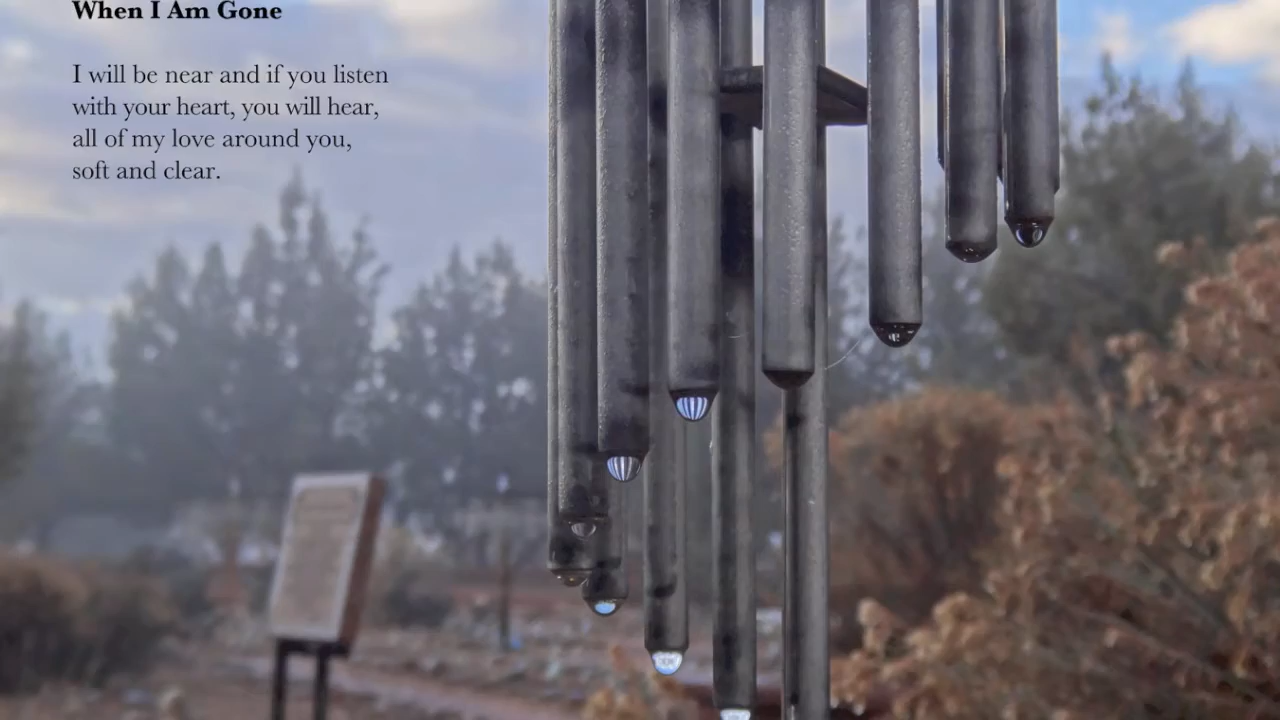 When I Am Gone
I will be near and if you listen
with your heart, you will hear,
all of my love around you,
soft and clear.